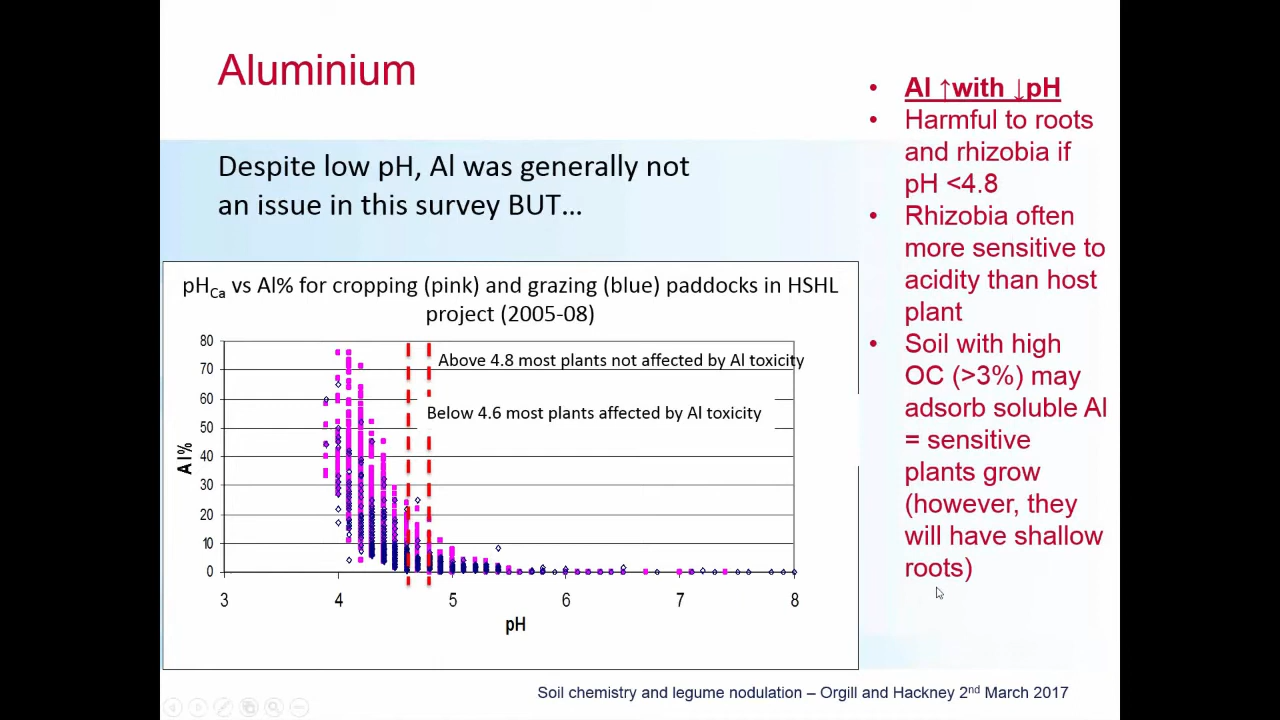 Aluminium
Despite low pH, Al was generally not
an issue in this survey BUT...
pHCa vs Al% for cropping (pink) and grazing (blue) paddocks in HSHL
project (2005-08)
80
70
60
50
40
30
20
10
0
Al%
Above 4.8 most plants not affected by Al toxicity
Below 4.6 most plants affected by Al toxicity
3 4 5 6 7 8
pH
• Al ↑with ↓pH
• Harmful to roots
and rhizobia if
pH <4.8
• Rhizobia often
more sensitive to
acidity than host
plant
• Soil with high
OC (>3%) may
adsorb soluble Al
= sensitive
plants grow
(however, they
will have shallow
roots)
Soil chemistry and legume nodulation – Orgill and Hackney 2nd March 2017